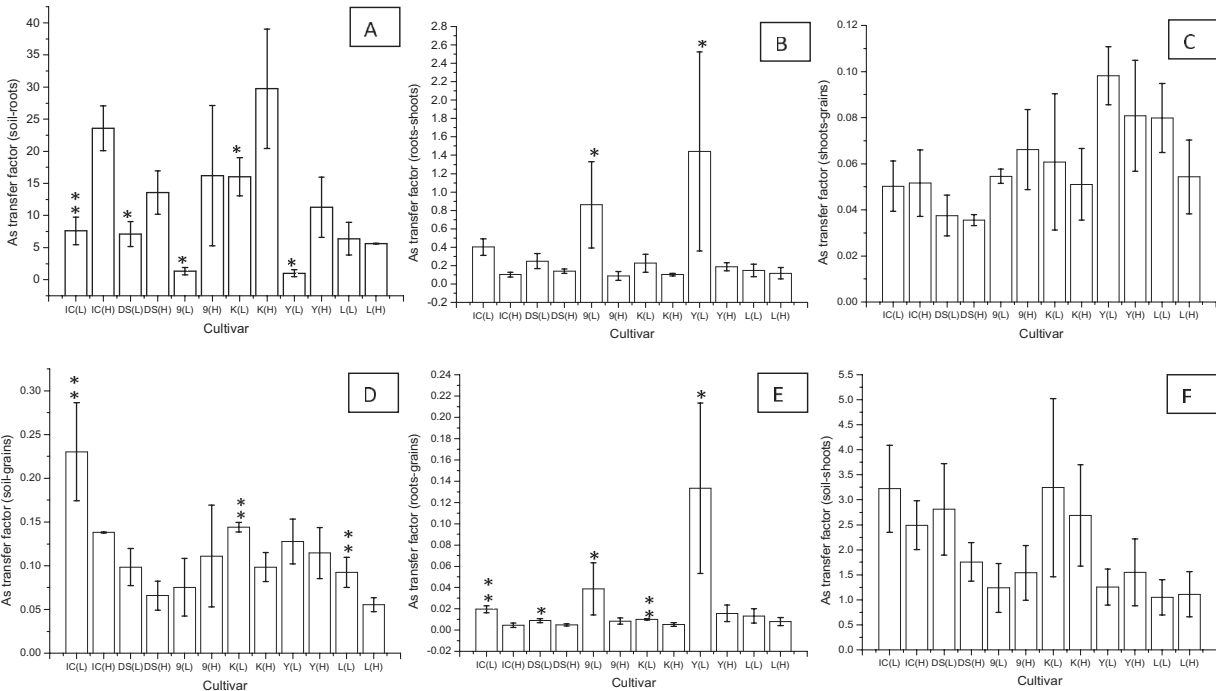 A
As transfer factor (soil-roots)
40
35
30
25
20
15
10
5
0
* * * * * *
IC(L) IC(H) DS(L) DS(H) 9(L) 9(H) K(L) K(H) Y(L) Y(H) L(L) L(H)
Cultivar
B
As transfer factor (roots-shoots)
2.8
2.6
2.4
2.2
2.0
1.8
1.6
1.4
1.2
1.0
0.8
0.6
0.4
0.2
0.0
-0.2
* *
IC(L) IC(H) DS(L) DS(H) 9(L) 9(H) K(L) K(H) Y(L) Y(H) L(L) L(H)
Cultivar
C
As transfer factor (shoots-grains)
0.12
0.10
0.08
0.06
0.04
0.02
0.00
IC(L) IC(H) DS(L) DS(H) 9(L) 9(H) K(L) K(H) Y(L) Y(H) L(L) L(H)
Cultivar
D
As transfer factor (soil-grains)
0.30
0.25
0.20
0.15
0.10
0.05
0.00
* * * * * *
IC(L) IC(H) DS(L) DS(H) 9(L) 9(H) K(L) K(H) Y(L) Y(H) L(L) L(H)
Cultivar
E
As transfer factor (roots-grains)
0.24
0.22
0.20
0.18
0.16
0.14
0.12
0.10
0.08
0.06
0.04
0.02
0.00
-0.02
* * * * * * *
IC(L) IC(H) DS(L) DS(H) 9(L) 9(H) K(L) K(H) Y(L) Y(H) L(L) L(H)
Cultivar
F
As transfer factor (soil-shoots)
5.5
5.0
4.5
4.0
3.5
3.0
2.5
2.0
1.5
1.0
0.5
0.0
IC(L) IC(H) DS(L) DS(H) 9(L) 9(H) K(L) K(H) Y(L) Y(H) L(L) L(H)
Cultivar